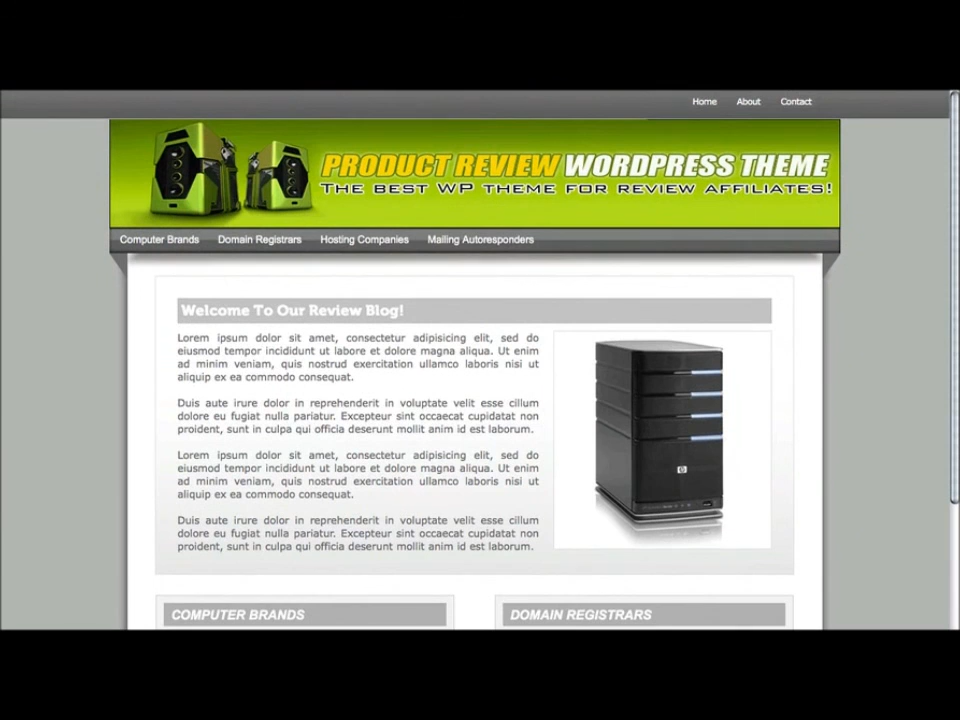 Home About Contact
PRODUCT REVIEW WORDPRESS THEME
THE BEST WP THEME FOR REVIEW AFFILIATES!
Computer Brands Domain Registrars Hosting Companies Mailing Autoresponders
Welcome To Our Review Blog!
Lorem ipsum dolor sit amet, consectetur adipisicing elit, sed do
eiusmod tempor incididunt ut labore et dolore magna aliqua. Ut enim
ad minim veniam, quis nostrud exercitation ullamco laboris nisi ut
aliquip ex ea commodo consequat.
Duis aute irure dolor in reprehenderit in voluptate velit esse cillum
dolore eu fugiat nulla pariatur. Excepteur sint occaecat cupidatat non
proident, sunt in culpa qui officia deserunt mollit anim id est laborum.
Lorem ipsum dolor sit amet, consectetur adipisicing elit, sed do
eiusmod tempor incididunt ut labore et dolore magna aliqua. Ut enim
ad minim veniam, quis nostrud exercitation ullamco laboris nisi ut
aliquip ex ea commodo consequat.
Duis aute irure dolor in reprehenderit in voluptate velit esse cillum
dolore eu fugiat nulla pariatur. Excepteur sint occaecat cupidatat non
proident, sunt in culpa qui officia deserunt mollit anim id est laborum.
hp
COMPUTER BRANDS DOMAIN REGISTRARS